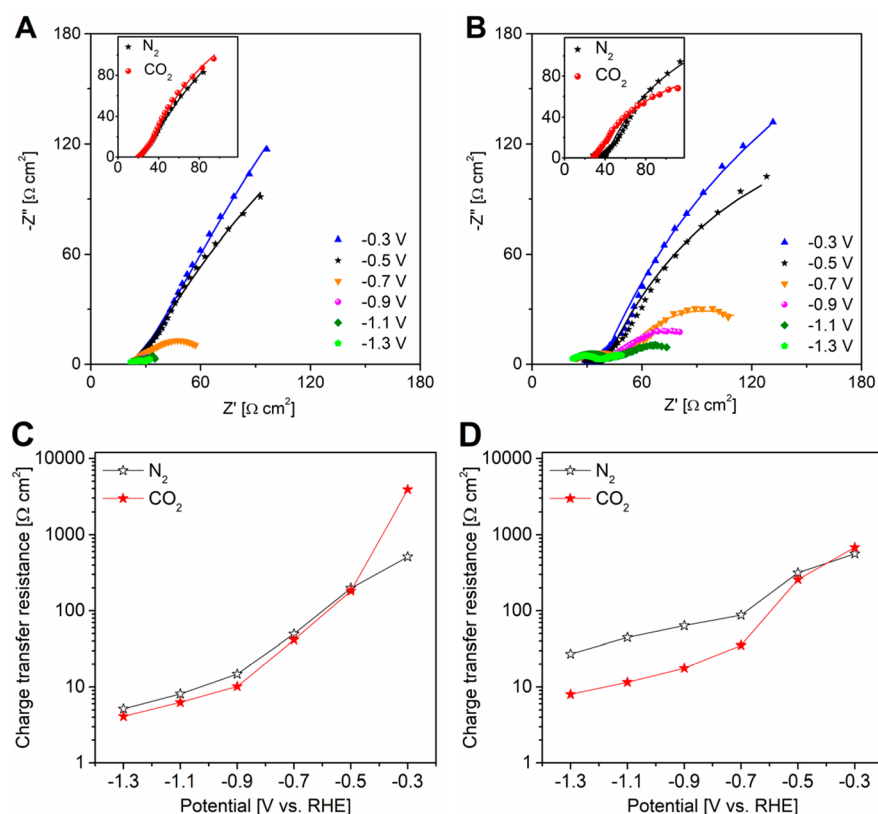 A
N2
CO2
80
40
0
0 40 80 120
180
120
60
0
-Z" [Ω cm²]
-0.3 V
-0.5 V
-0.7 V
-0.9 V
-1.1 V
-1.3 V
0 60 120 180
Z' [Ω cm²]
B
N2
CO2
80
40
0
0 40 80
-180
-120
-60
0
-Z" [Ω cm²]
-0.3 V
-0.5 V
-0.7 V
-0.9 V
-1.1 V
-1.3 V
0 60 120 180
Z' [Ω cm²]
C
N2
CO2
10000
1000
100
10
1
Charge transfer resistance [Ω cm²]
-1.3 -1.1 -0.9 -0.7 -0.5 -0.3
Potential [V vs. RHE]
D
N2
CO2
10000
1000
100
10
1
Charge transfer resistance [Ω cm²]
-1.3 -1.1 -0.9 -0.7 -0.5 -0.3
Potential [V vs. RHE]